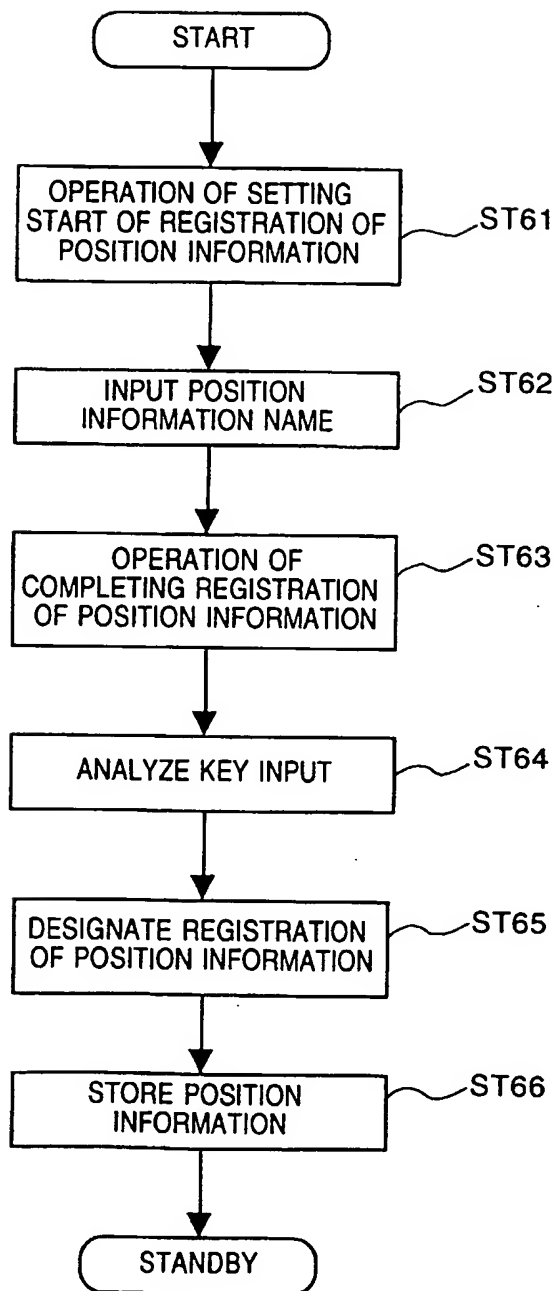 START
OPERATION OF SETTING
START OF REGISTRATION OF
POSITION INFORMATION
ST61
INPUT POSITION
INFORMATION NAME
ST62
OPERATION OF
COMPLETING REGISTRATION
OF POSITION INFORMATION
ST63
ANALYZE KEY INPUT
ST64
DESIGNATE REGISTRATION
OF POSITION INFORMATION
ST65
STORE POSITION
INFORMATION
ST66
STANDBY